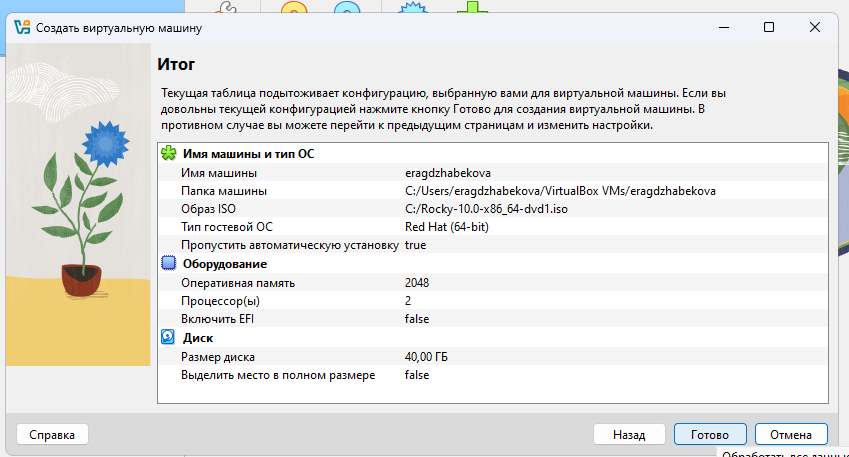 Создать виртуальную машину
Итог
Текущая таблица подытоживает конфигурацию, выбранную вами для виртуальной машины. Если вы
довольны текущей конфигурацией нажмите кнопку Готово для создания виртуальной машины. В
противном случае вы можете перейти к предыдущим страницам и изменить настройки.
Имя машины и тип ОС
Имя машины eragdzhabekova
Папка машины C:/Users/eragdzhabekova/VirtualBox VMs/eragdzhabekova
Образ ISO C:/Rocky-10.0-x86_64-dvd1.iso
Тип гостевой ОС Red Hat (64-bit)
Пропустить автоматическую установку true
Оборудование
Оперативная память 2048
Процессор(ы) 2
Включить EFI false
Диск
Размер диска 40,00 ГБ
Выделить место в полном размере false
Справка Назад Готово Отмена
Обработать все данные